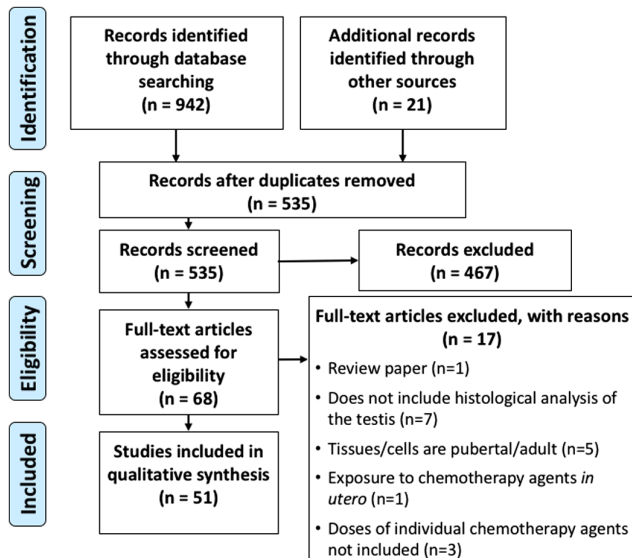 Identification
Records identified
through database
searching
(n = 942)
Additional records
identified through
other sources
(n = 21)
Screening
Records after duplicates removed
(n = 535)
Records screened
(n = 535)
Records excluded
(n = 467)
Eligibility
Full-text articles
assessed for
eligibility
(n = 68)
Full-text articles excluded, with reasons
(n = 17)
• Review paper (n=1)
• Does not include histological analysis of
the testis (n=7)
• Tissues/cells are pubertal/adult (n=5)
• Exposure to chemotherapy agents in
utero (n=1)
• Doses of individual chemotherapy agents
not included (n=3)
Included
Studies included in
qualitative synthesis
(n = 51)